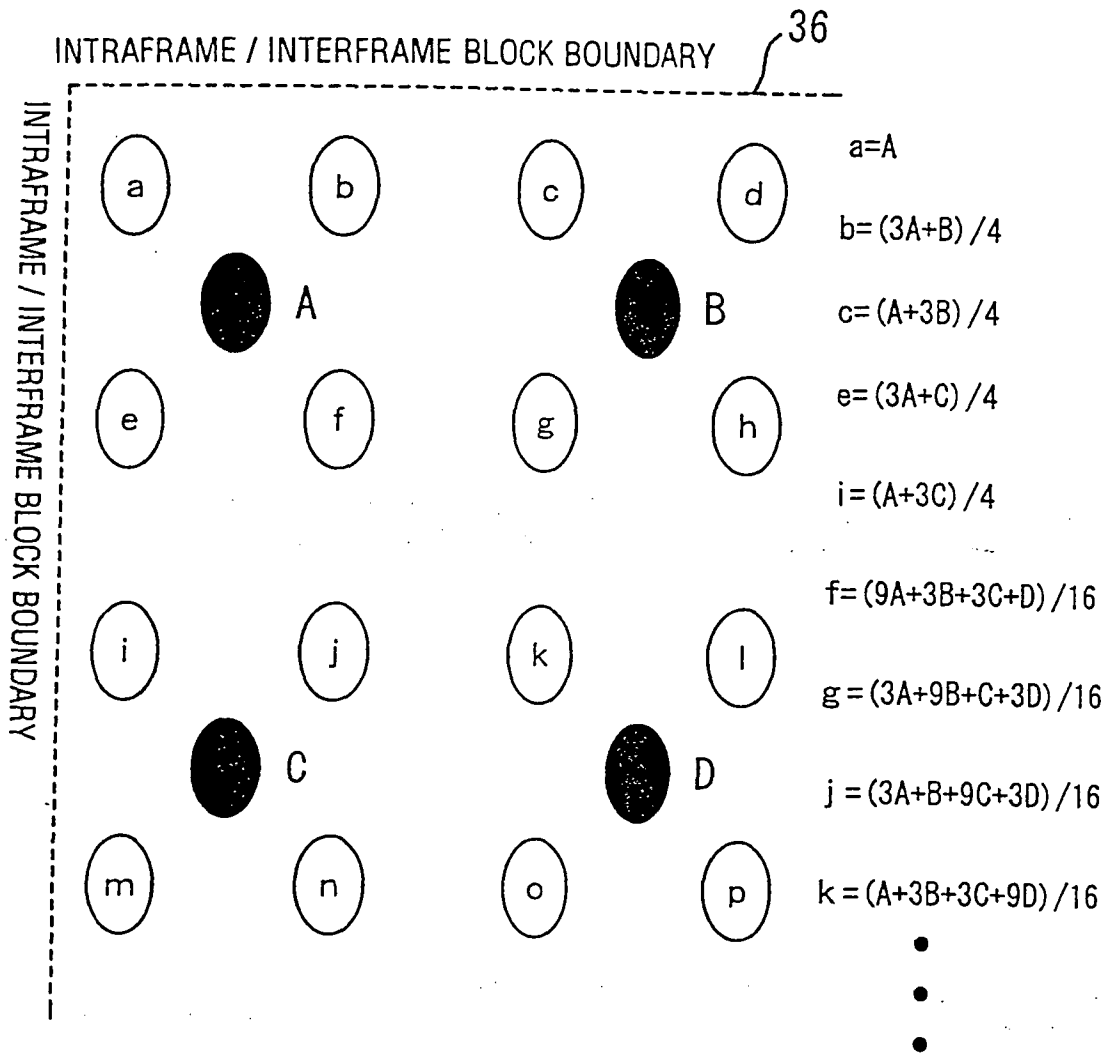 36
INTRAFRAME / INTERFRAME BLOCK BOUNDARY
INTRAFRAME / INTERFRAME BLOCK BOUNDARY
a b c d
a=A
b=(3A+B)/4
A B
c=(A+3B)/4
e f g h
e=(3A+C)/4
i=(A+3C)/4
f=(9A+3B+3C+D)/16
i j k l
g=(3A+9B+C+3D)/16
C D
j=(3A+B+9C+3D)/16
m n o p
k=(A+3B+3C+9D)/16